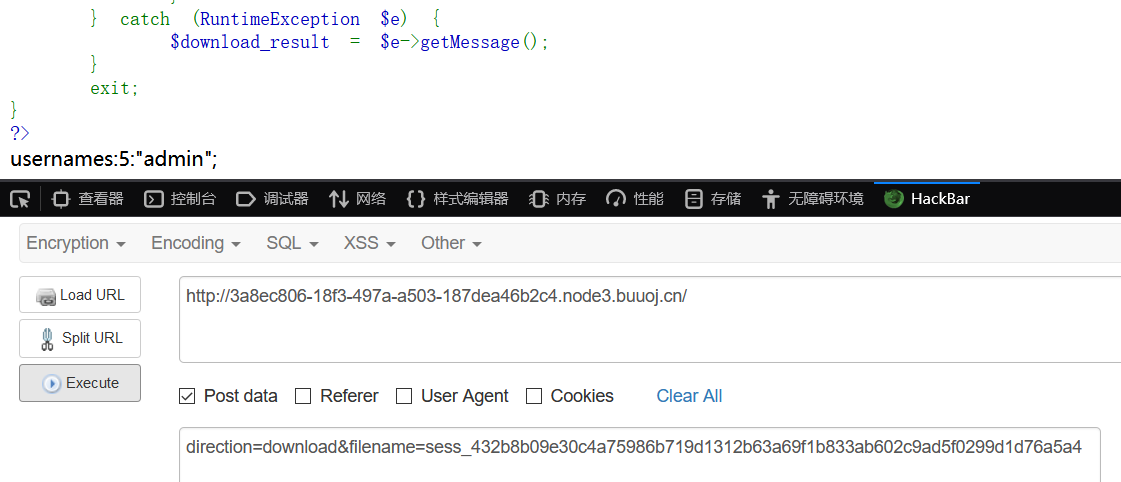 } catch (RuntimeException $e) {
$download_result = $e->getMessage();
}
exit;
}
?>
usernames:5:"admin";
查看器 控制台 调试器 网络 样式编辑器 内存 性能 存储 无障碍环境 HackBar
Encryption Encoding SQL XSS Other
Load URL
http://3a8ec806-18f3-497a-a503-187dea46b2c4.node3.buuoj.cn/
Split URL
Execute
Post data Referer User Agent Cookies Clear All
direction=download&filename=sess_432b8b09e30c4a75986b719d1312b63a69f1b833ab602c9ad5f0299d1d76a5a4